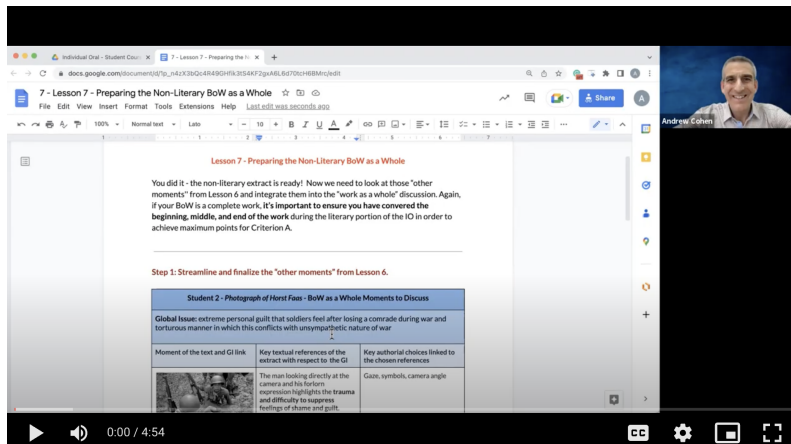 Individual Oral - Student Cour
7 - Lesson 7 - Preparing the N
docs.google.com/document/d/1p_n4zX3bQc4R49GHfik3tS4KF2gxA6L6d70tcH6BMrc/edit
7 - Lesson 7 - Preparing the Non-Literary BoW as a Whole
File Edit View Insert Format Tools Extensions Help Last edit was seconds ago
Share
A
100% Normal text Lato 10 B I U A
Andrew Cohen
Lesson 7 - Preparing the Non-Literary BoW as a Whole
You did it - the non-literary extract is ready! Now we need to look at those "other
moments" from Lesson 6 and integrate them into the "work as a whole" discussion. Again,
if your BoW is a complete work, it's important to ensure you have convered the
beginning, middle, and end of the work during the literary portion of the IO in order to
achieve maximum points for Criterion A.
Step 1: Streamline and finalize the "other moments" from Lesson 6.
Student 2 - Photograph of Horst Faas - BoW as a Whole Moments to Discuss
Global Issue: extreme personal guilt that soldiers feel after losing a comrade during war and
torturous manner in which this conflicts with unsympathetic nature of war
Moment of the text and GI link
Key textual references of the
extract with respect to the GI
Key authorial choices linked to
the chosen references
The man looking directly at the
camera and his forlorn
expression highlights the trauma
and difficulty to suppress
feelings of shame and guilt,
Gaze, symbols, camera angle
0:00 / 4:54
CC